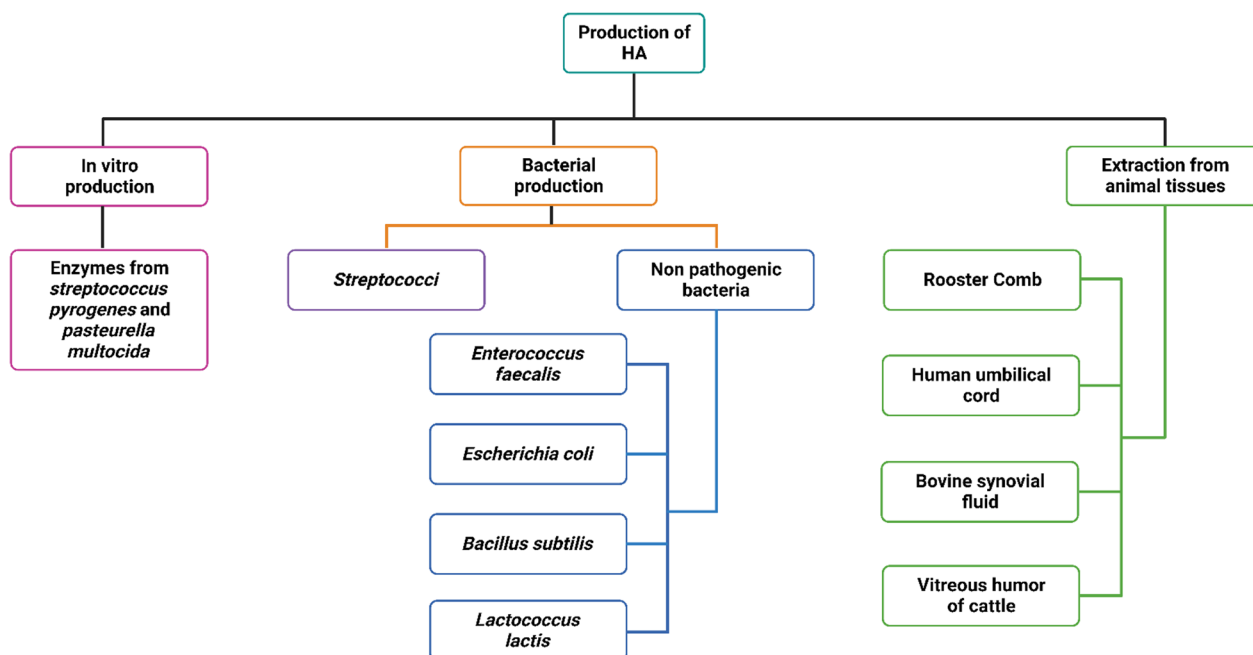 Production of
HA
In vitro
production
Bacterial
production
Extraction from
animal tissues
Enzymes from
streptococcus
pyrogenes and
pasteurella
multocida
Streptococci
Non pathogenic
bacteria
Enterococcus
faecalis
Escherichia coli
Bacillus subtilis
Lactococcus
lactis
Rooster Comb
Human umbilical
cord
Bovine synovial
fluid
Vitreous humor
of cattle